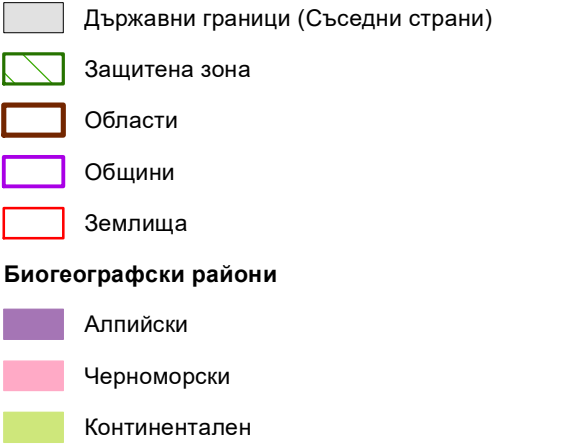 Държавни граници (Съседни страни)
Защитена зона
Области
Общини
Землища
Биогеографски райони
Алпийски
Черноморски
Континентален